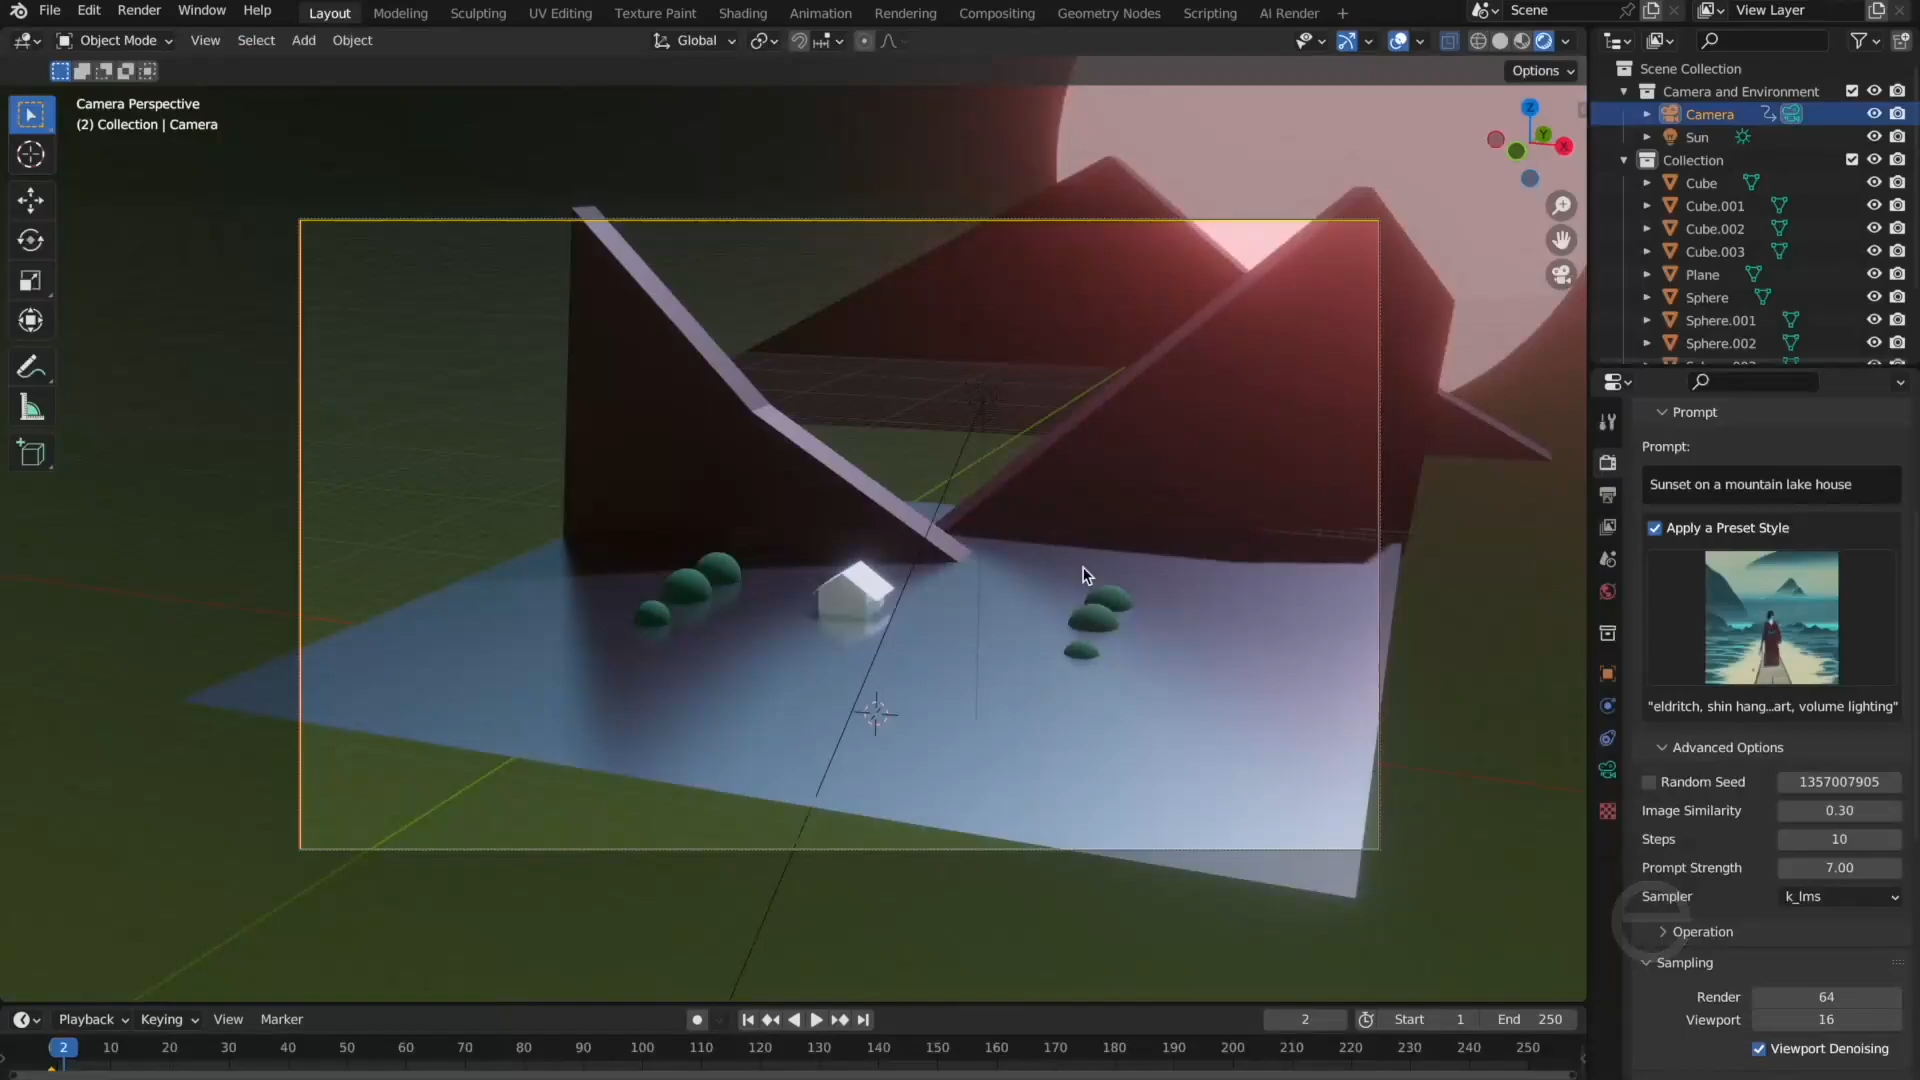 File Edit Render Window Help Layout Modeling Sculpting UV Editing Texture Paint Shading Animation Rendering Compositing Geometry Nodes Scripting AI Render + Scene View Layer
Object Mode View Select Add Object Global
Options
Camera Perspective
(2) Collection | Camera
Z
Y
X
Scene Collection
Camera and Environment
Camera
Sun
Collection
Cube
Cube.001
Cube.002
Cube.003
Plane
Sphere
Sphere.001
Sphere.002
Prompt
Prompt:
Sunset on a mountain lake house
Apply a Preset Style
"eldritch, shin hang...art, volume lighting"
Advanced Options
Random Seed 1357007905
Image Similarity 0.30
Steps 10
Prompt Strength 7.00
Sampler k_lms
Operation
Sampling
Render 64
Viewport 16
Viewport Denoising
Playback Keying View Marker 2 Start 1 End 250
2 10 20 30 40 50 60 70 80 90 100 110 120 130 140 150 160 170 180 190 200 210 220 230 240 250